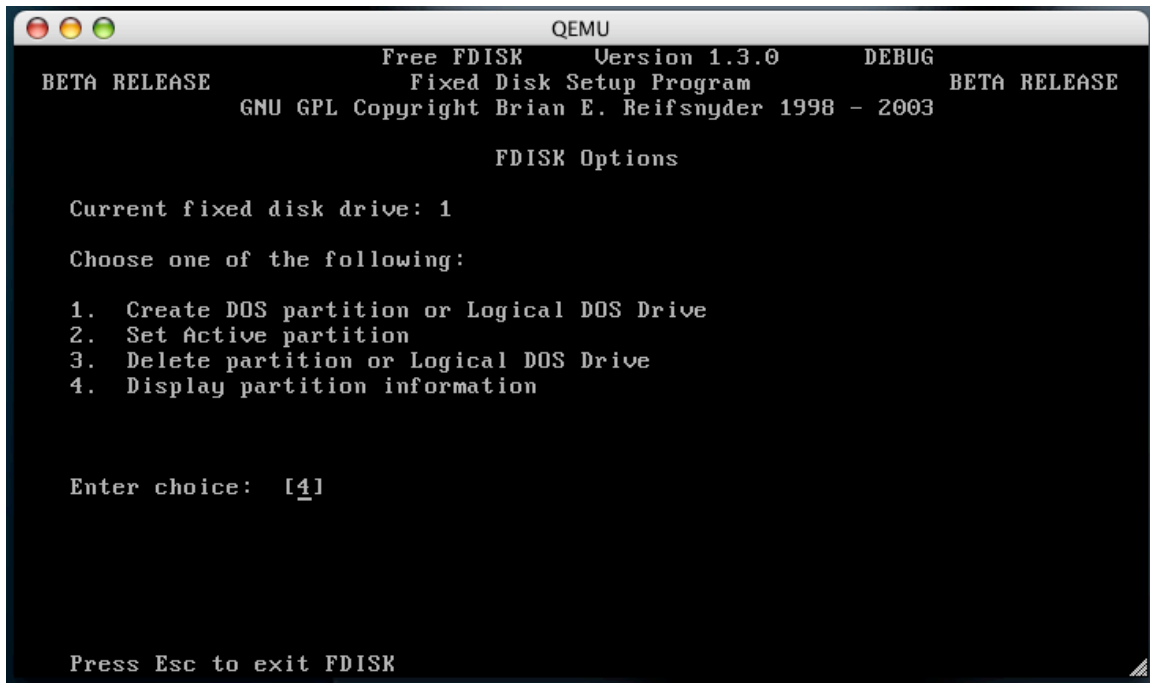 QEMU
Free FDISK Version 1.3.0 DEBUG
BETA RELEASE Fixed Disk Setup Program BETA RELEASE
GNU GPL Copyright Brian E. Reifsnyder 1998 - 2003
FDISK Options
Current fixed disk drive: 1
Choose one of the following:
1. Create DOS partition or Logical DOS Drive
2. Set Active partition
3. Delete partition or Logical DOS Drive
4. Display partition information
Enter choice: [4]
Press Esc to exit FDISK